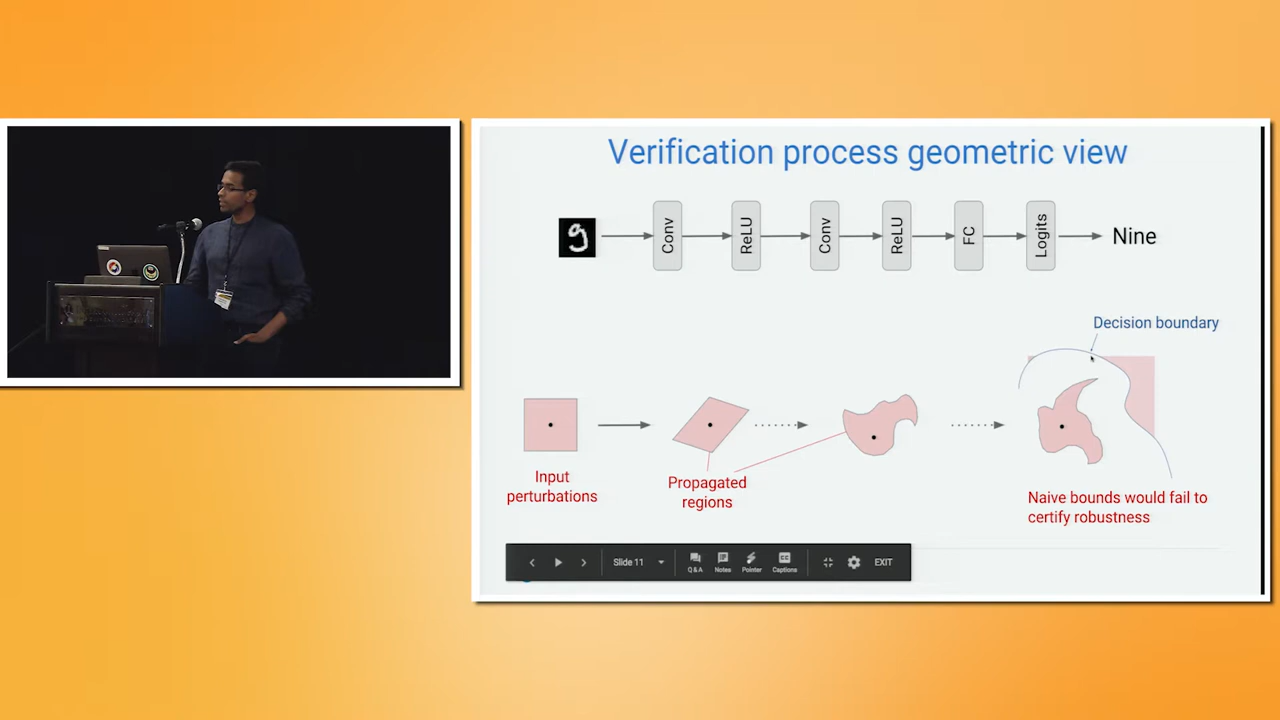 Verification process geometric view
Conv
ReLU
Conv
ReLU
FC
Logits
Nine
Decision boundary
Input
perturbations
Propagated
regions
Naive bounds would fail to
certify robustness
Slide 11
Q & A
Notes
Pointer
Captions
EXIT